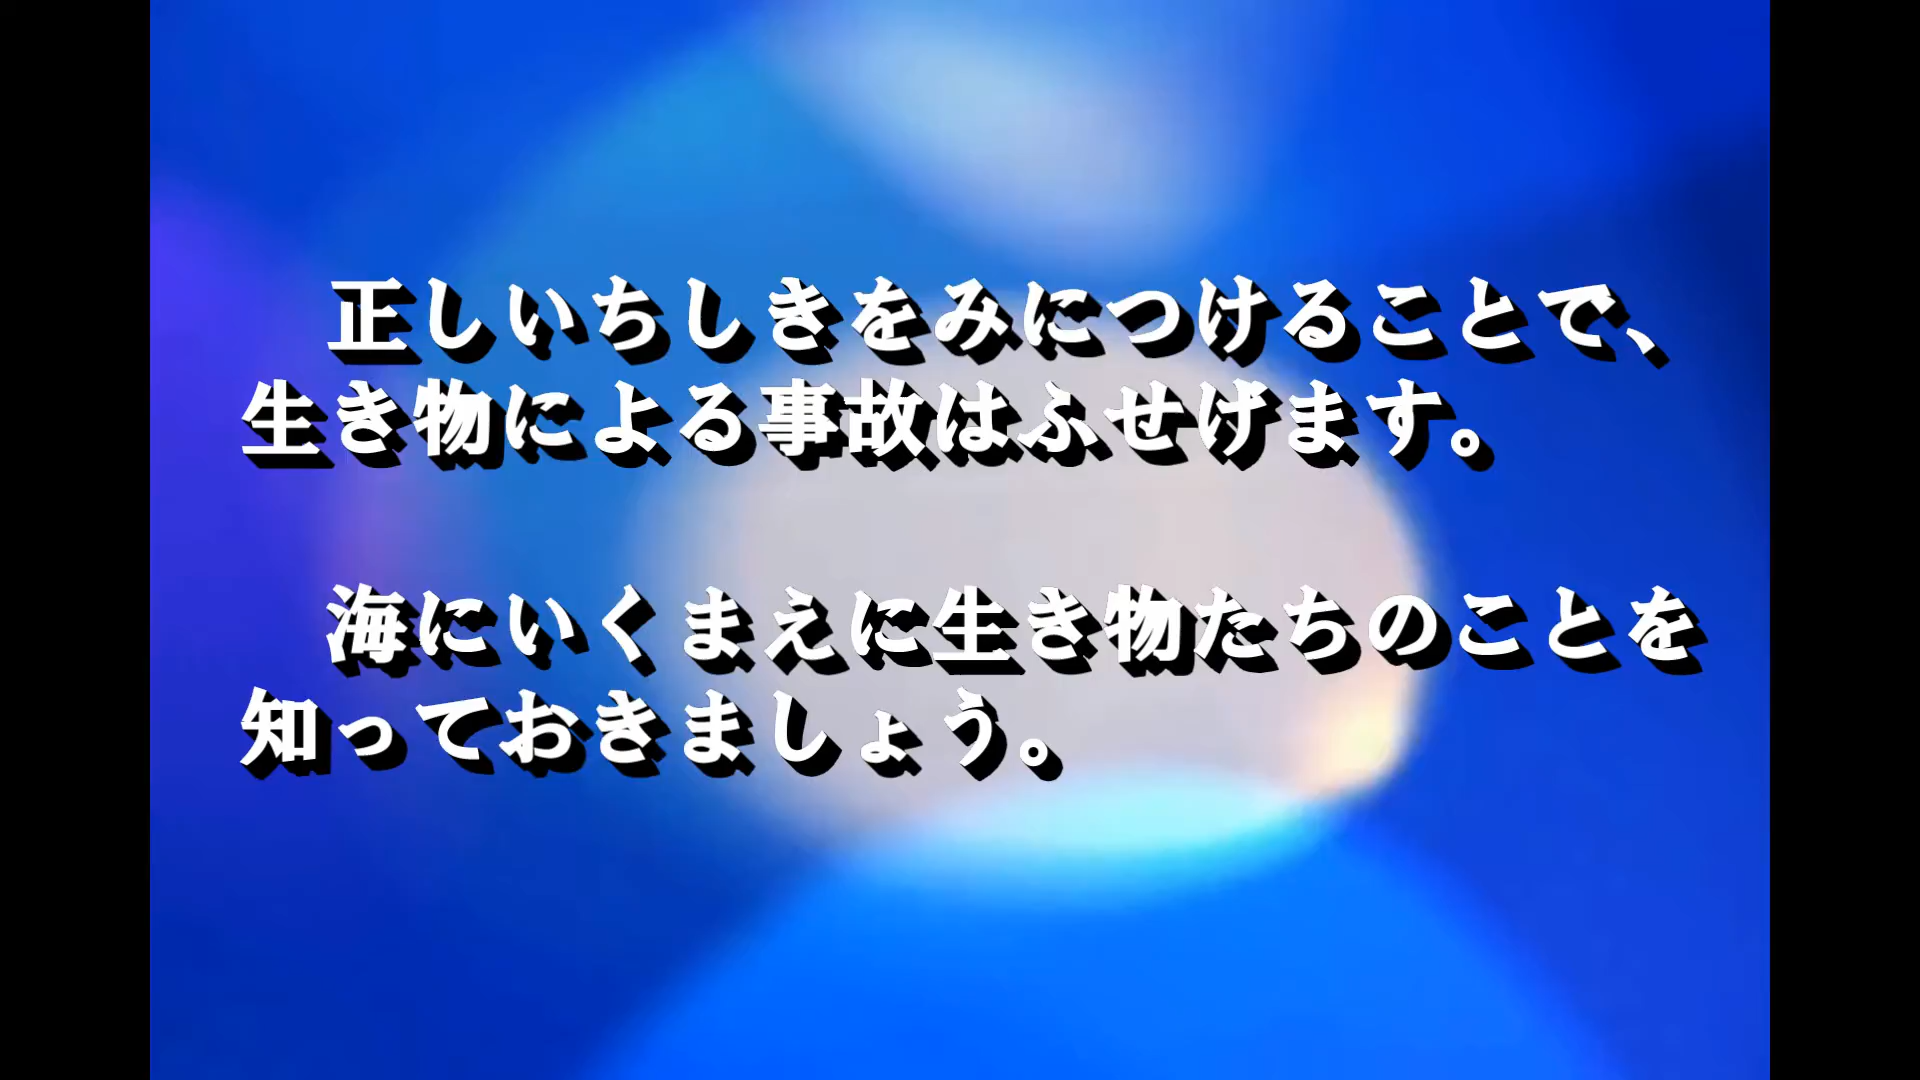 正しいちしきをみにつけることで、
生き物による事故はふせげます。
海にいくまえに生き物たちのことを
知っておきましょう。